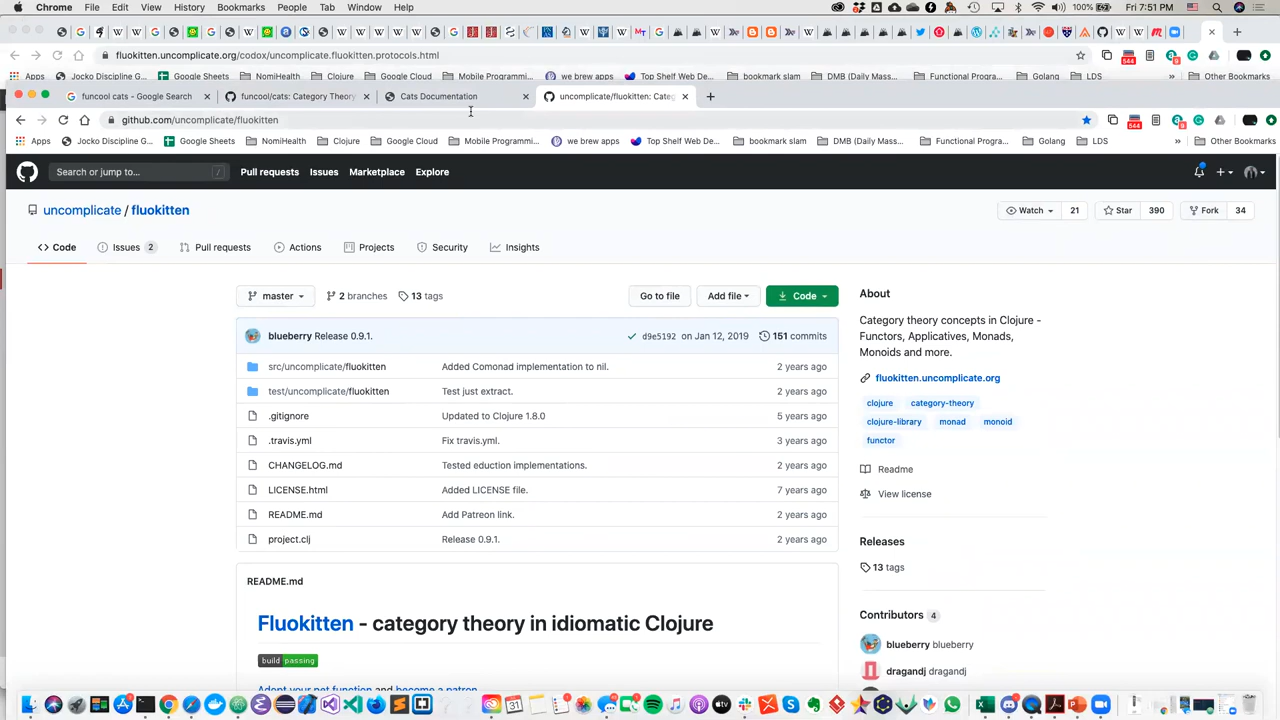 Chrome File Edit View History Bookmarks People Tab Window Help 100% Fri 7:51 PM
fluokitten.uncomplicate.org/codox/uncomplicate.fluokitten.protocols.html
Apps Jocko Discipline G... Google Sheets NomiHealth Clojure Google Cloud Mobile Programmi... we brew apps Top Shelf Web De... bookmark slam DMB (Daily Mass... Functional Progra... Golang LDS » Other Bookmarks
funcool cats - Google Search funcool/cats: Category Theory Cats Documentation uncomplicate/fluokitten: Cate
github.com/uncomplicate/fluokitten
Apps Jocko Discipline G... Google Sheets NomiHealth Clojure Google Cloud Mobile Programmi... we brew apps Top Shelf Web De... bookmark slam DMB (Daily Mass... Functional Progra... Golang LDS » Other Bookmarks
Search or jump to... / Pull requests Issues Marketplace Explore
uncomplicate / fluokitten Watch 21 Star 390 Fork 34
Code Issues 2 Pull requests Actions Projects Security Insights
master 2 branches 13 tags Go to file Add file Code
blueberry Release 0.9.1. d9e5192 on Jan 12, 2019 151 commits
src/uncomplicate/fluokitten Added Comonad implementation to nil. 2 years ago
test/uncomplicate/fluokitten Test just extract. 2 years ago
.gitignore Updated to Clojure 1.8.0 5 years ago
.travis.yml Fix travis.yml. 3 years ago
CHANGELOG.md Tested eduction implementations. 2 years ago
LICENSE.html Added LICENSE file. 7 years ago
README.md Add Patreon link. 2 years ago
project.clj Release 0.9.1. 2 years ago
README.md
Fluokitten - category theory in idiomatic Clojure
build passing
Adopt your pet function and become a patron
About
Category theory concepts in Clojure -
Functors, Applicatives, Monads,
Monoids and more.
fluokitten.uncomplicate.org
clojure category-theory
clojure-library monad monoid
functor
Readme
View license
Releases
13 tags
Contributors 4
blueberry blueberry
dragandj dragandj